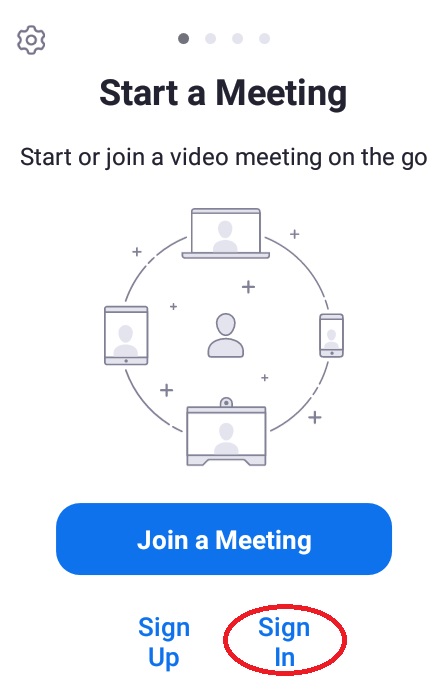 Start a Meeting
Start or join a video meeting on the go
Join a Meeting
Sign
Up
Sign
In